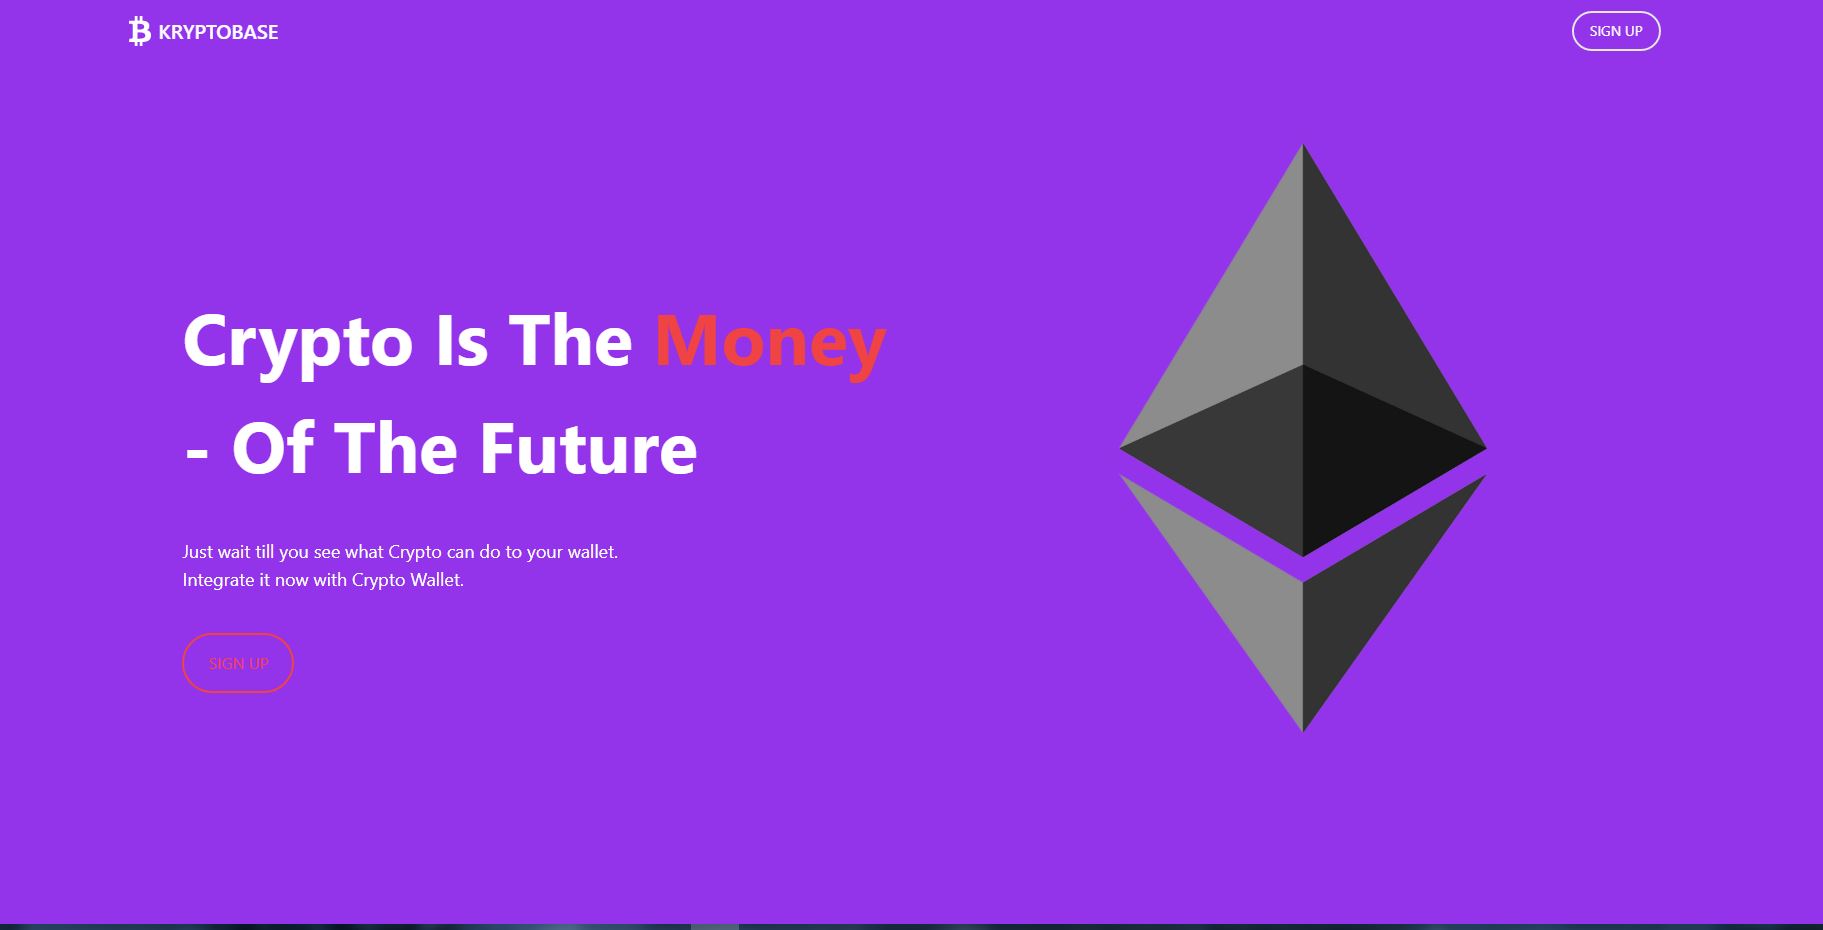 KRYPTOBASE
SIGN UP
Crypto Is The Money
- Of The Future
Just wait till you see what Crypto can do to your wallet.
Integrate it now with Crypto Wallet.
SIGN UP